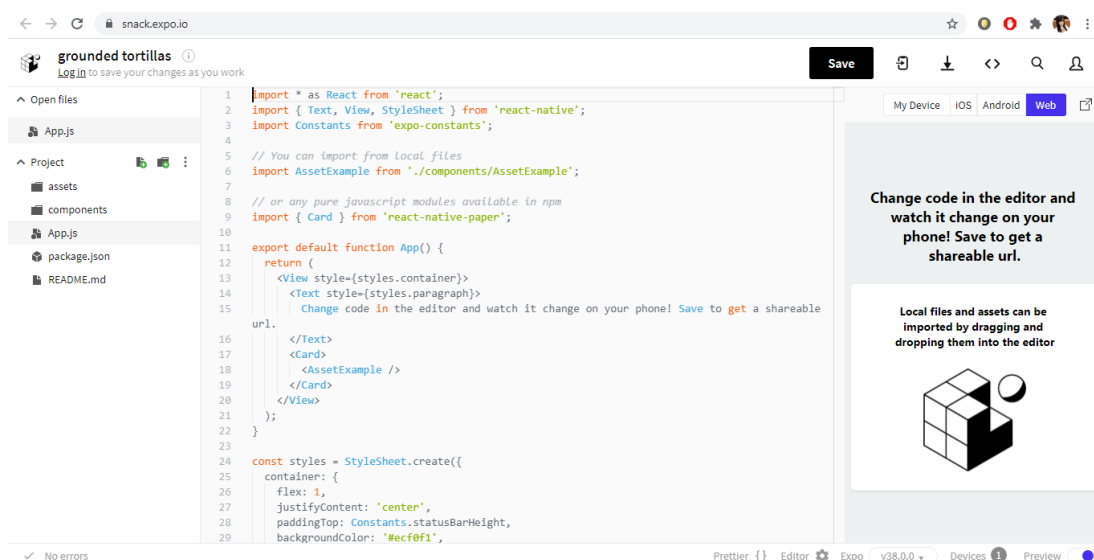 snack.expo.io
grounded tortillas
Log in to save your changes as you work
Save
Open files
App.js
Project
assets
components
App.js
package.json
README.md
1 import * as React from 'react';
2 import { Text, View, StyleSheet } from 'react-native';
3 import Constants from 'expo-constants';
4
5 // You can import from local files
6 import AssetExample from './components/AssetExample';
7
8 // or any pure javascript modules available in npm
9 import { Card } from 'react-native-paper';
10
11 export default function App() {
12 return (
13 <View style={styles.container}>
14 <Text style={styles.paragraph}>
15 Change code in the editor and watch it change on your phone! Save to get a shareable
url.
16 </Text>
17 <Card>
18 <AssetExample />
19 </Card>
20 </View>
21 );
22 }
23
24 const styles = StyleSheet.create({
25 container: {
26 flex: 1,
27 justifyContent: 'center',
28 paddingTop: Constants.statusBarHeight,
29 backgroundColor: '#ecf0f1',
My Device iOS Android Web
Change code in the editor and
watch it change on your
phone! Save to get a
shareable url.
Local files and assets can be
imported by dragging and
dropping them into the editor
No errors
Prettier {} Editor Expo v38.0.0 Devices 1 Preview